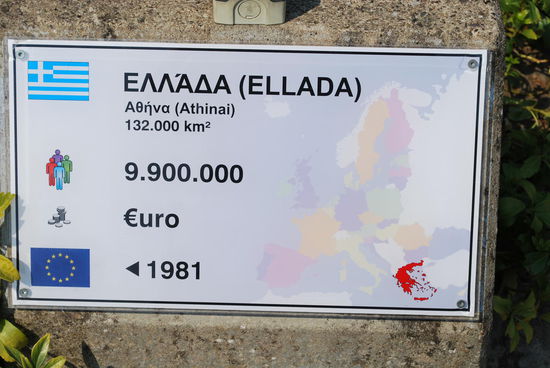 ΕΛΛΆΔΑ (ELLADA)
Αθήνα (Athinai)
132.000 km²
9.900.000
€uro
◄ 1981